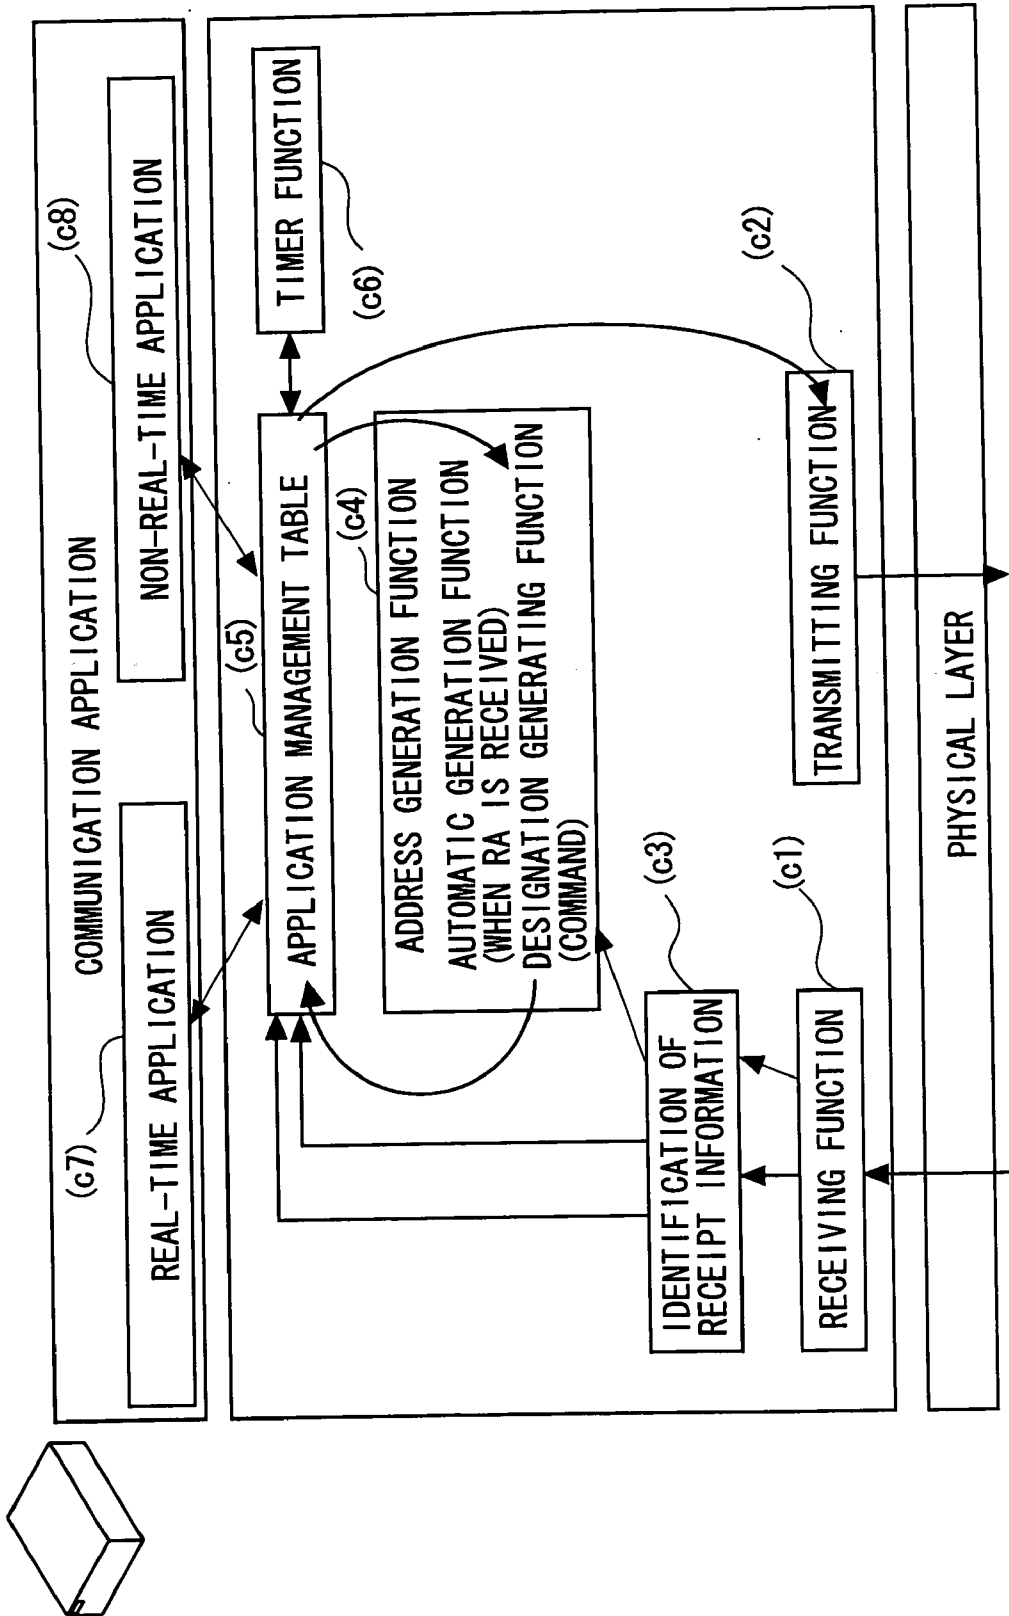 COMMUNICATION APPLICATION
(c7)
REAL-TIME APPLICATION
(c8)
NON-REAL-TIME APPLICATION
(c5)
APPLICATION MANAGEMENT TABLE
TIMER FUNCTION
(c6)
(c4)
ADDRESS GENERATION FUNCTION
AUTOMATIC GENERATION FUNCTION
(WHEN RA IS RECEIVED)
DESIGNATION GENERATING FUNCTION
(COMMAND)
(c3)
IDENTIFICATION OF
RECEIPT INFORMATION
(c1)
RECEIVING FUNCTION
(c2)
TRANSMITTING FUNCTION
PHYSICAL LAYER